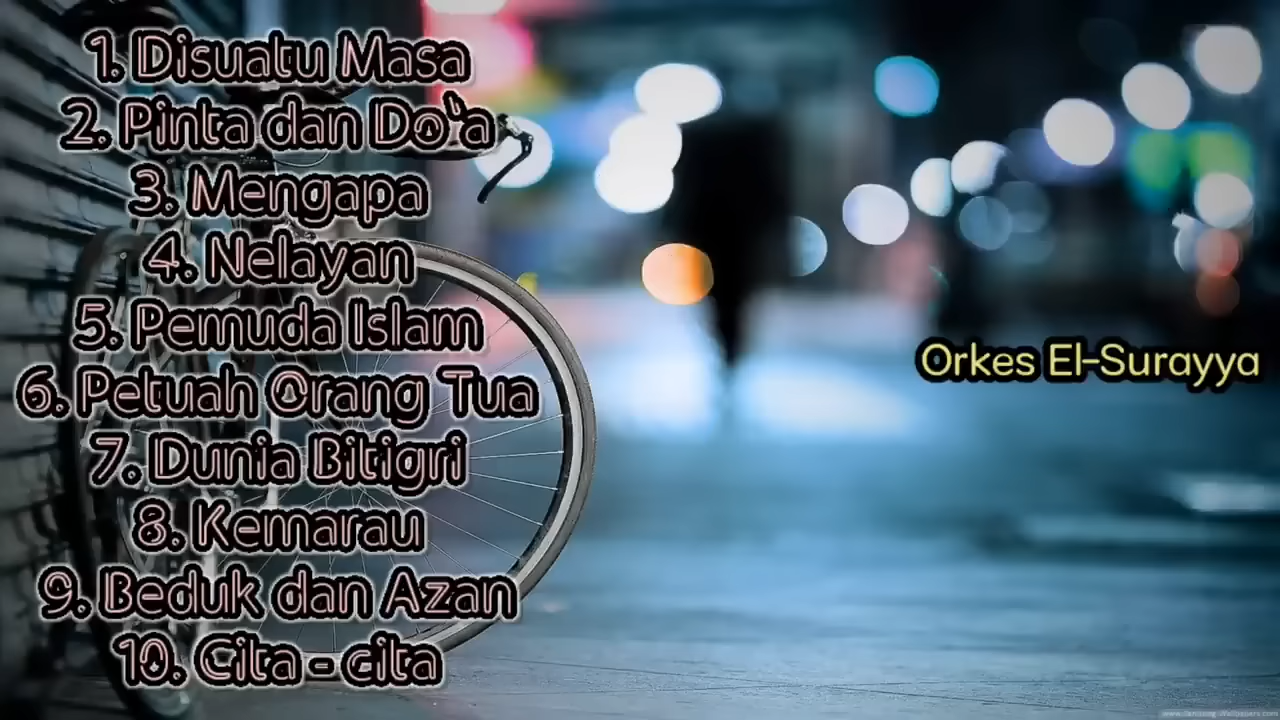 1. Disuatu Masa
2. Pinta dan Do'a
3. Mengapa
4. Nelayan
5. Pemuda Islam
6. Petuah Orang Tua
7. Dunia Bitigri
8. Kemarau
9. Beduk dan Azan
10. Cita - cita
Orkes El-Surayya